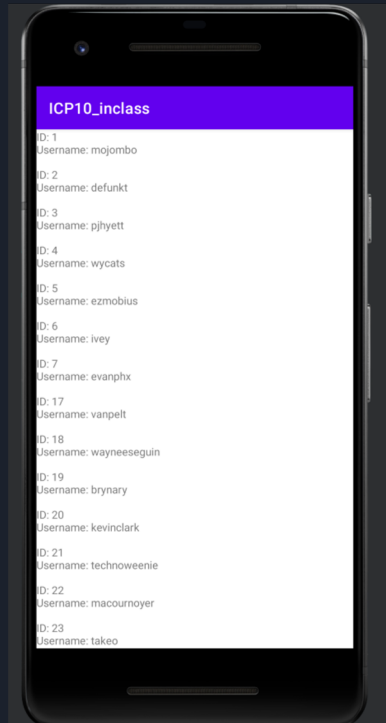 ICP10_inclass
ID: 1
Username: mojombo
ID: 2
Username: defunkt
ID: 3
Username: pjhyett
ID: 4
Username: wycats
ID: 5
Username: ezmobius
ID: 6
Username: ivey
ID: 7
Username: evanphx
ID: 17
Username: vanpelt
ID: 18
Username: wayneeseguin
ID: 19
Username: brynary
ID: 20
Username: kevinclark
ID: 21
Username: technoweenie
ID: 22
Username: macournoyer
ID: 23
Username: takeo